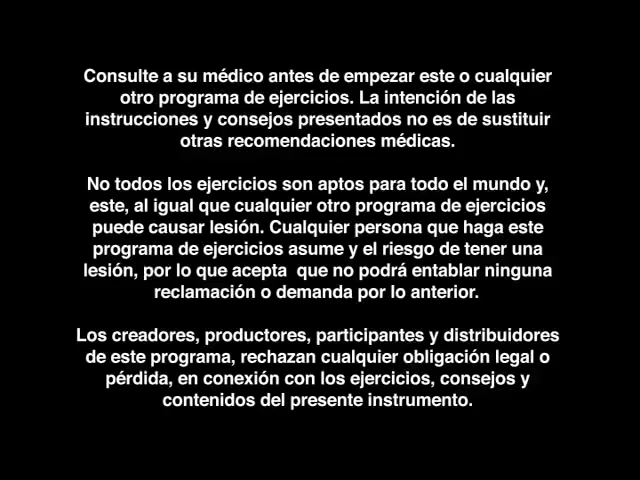 Consulte a su médico antes de empezar este o cualquier
otro programa de ejercicios. La intención de las
instrucciones y consejos presentados no es de sustituir
otras recomendaciones médicas.
No todos los ejercicios son aptos para todo el mundo y,
este, al igual que cualquier otro programa de ejercicios
puede causar lesión. Cualquier persona que haga este
programa de ejercicios asume y el riesgo de tener una
lesión, por lo que acepta  que no podrá entablar ninguna
reclamación o demanda por lo anterior.
Los creadores, productores, participantes y distribuidores
de este programa, rechazan cualquier obligación legal o
pérdida, en conexión con los ejercicios, consejos y
contenidos del presente instrumento.